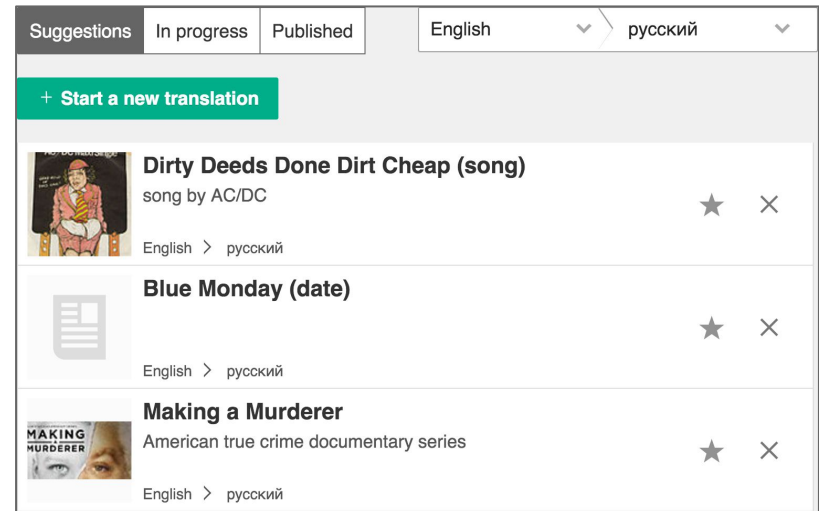 Suggestions In progress Published English русский
+ Start a new translation
Dirty Deeds Done Dirt Cheap (song)
song by AC/DC
English > русский
Blue Monday (date)
English > русский
Making a Murderer
MAKING
A
MURDERER
American true crime documentary series
English > русский